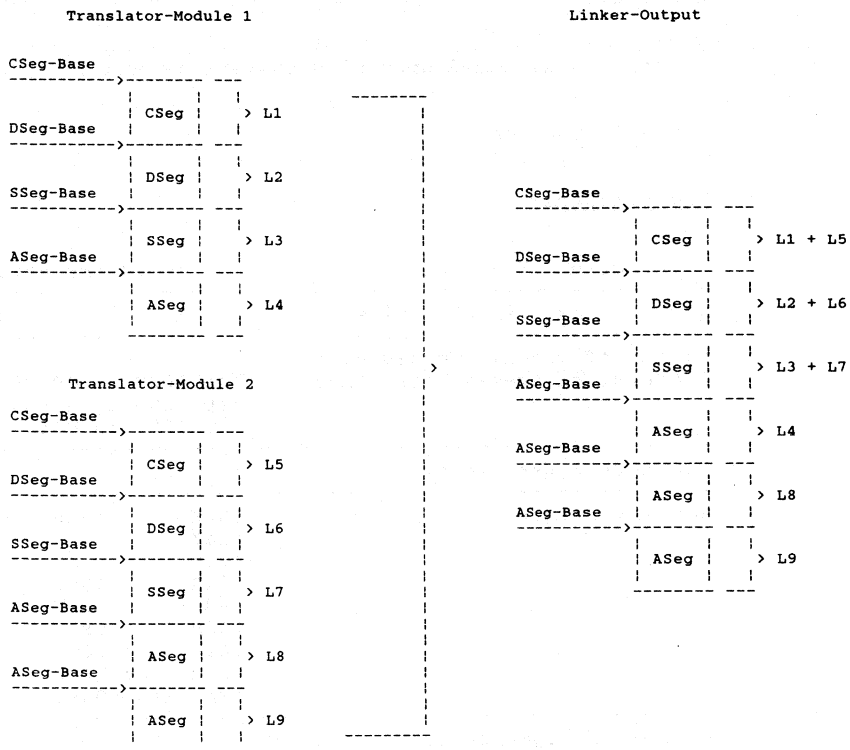 Translator-Module 1
CSeg-Base
CSeg > L1
DSeg-Base
DSeg > L2
SSeg-Base
SSeg > L3
ASeg-Base
ASeg > L4
Translator-Module 2
CSeg-Base
CSeg > L5
DSeg-Base
DSeg > L6
SSeg-Base
SSeg > L7
ASeg-Base
ASeg > L8
ASeg-Base
ASeg > L9
Linker-Output
CSeg-Base
CSeg > L1 + L5
DSeg-Base
DSeg > L2 + L6
SSeg-Base
SSeg > L3 + L7
ASeg-Base
ASeg > L4
ASeg-Base
ASeg > L8
ASeg-Base
ASeg > L9